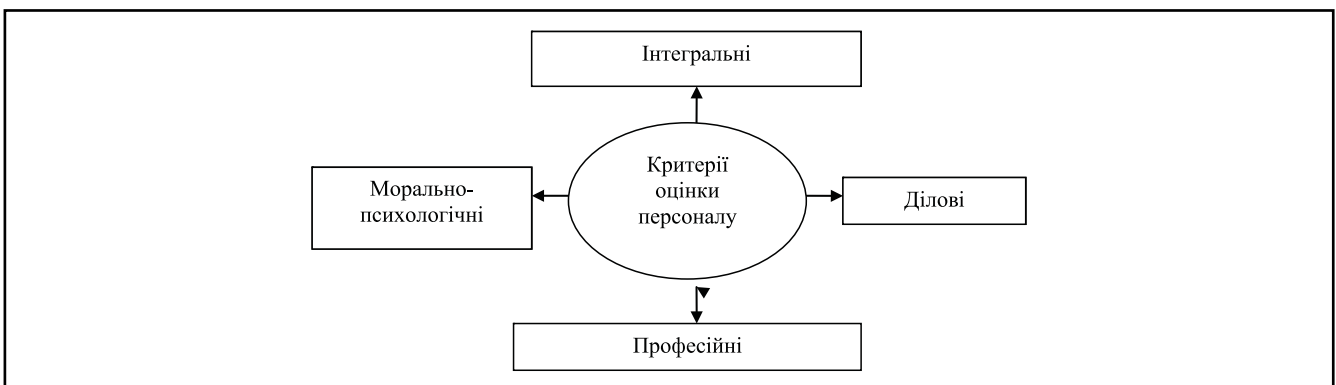 Інтегральні
Критерії
оцінки
персоналу
Морально-
психологічні
Ділові
Професійні